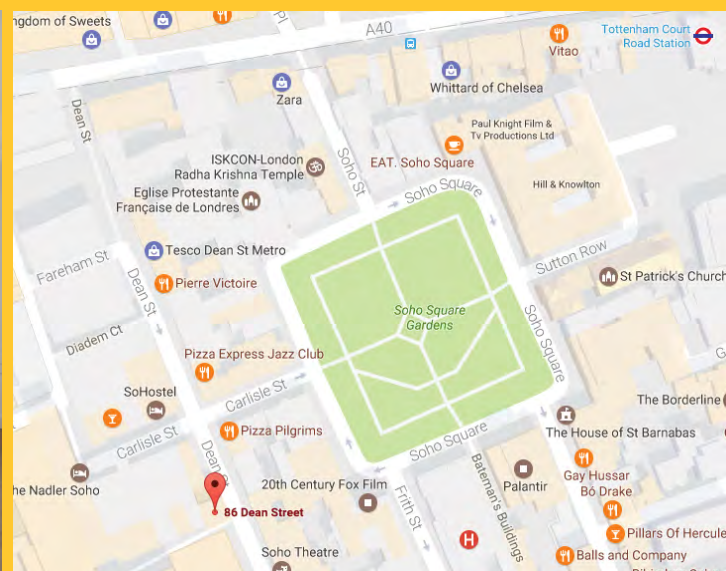 ngdom of Sweets
Pl
A40
Tottenham Court
Road Station
Vitao
Zara
Whittard of Chelsea
Dean St
Paul Knight Film &
Tv Productions Ltd
ISKCON-London
Radha Krishna Temple
Soho St
EAT. Soho Square
Soho Square
Hill & Knowlton
Eglise Protestante
Française de Londres
Tesco Dean St Metro
Fareham St
Sutton Row
Dean St
Pierre Victoire
St Patrick's Church
Soho Square
Gardens
Diadem Ct
Soho Square
G
Pizza Express Jazz Club
SoHostel
Carlisle St
The Borderline
Pizza Pilgrims
Carlisle St
Soho Square
The House of St Barnabas
Dean St
he Nadler Soho
20th Century Fox Film
Frith St
Bateman's Buildings
Palantir
Gay Hussar
Bó Drake
86 Dean Street
H
Pillars Of Hercule
Soho Theatre
Balls and Company